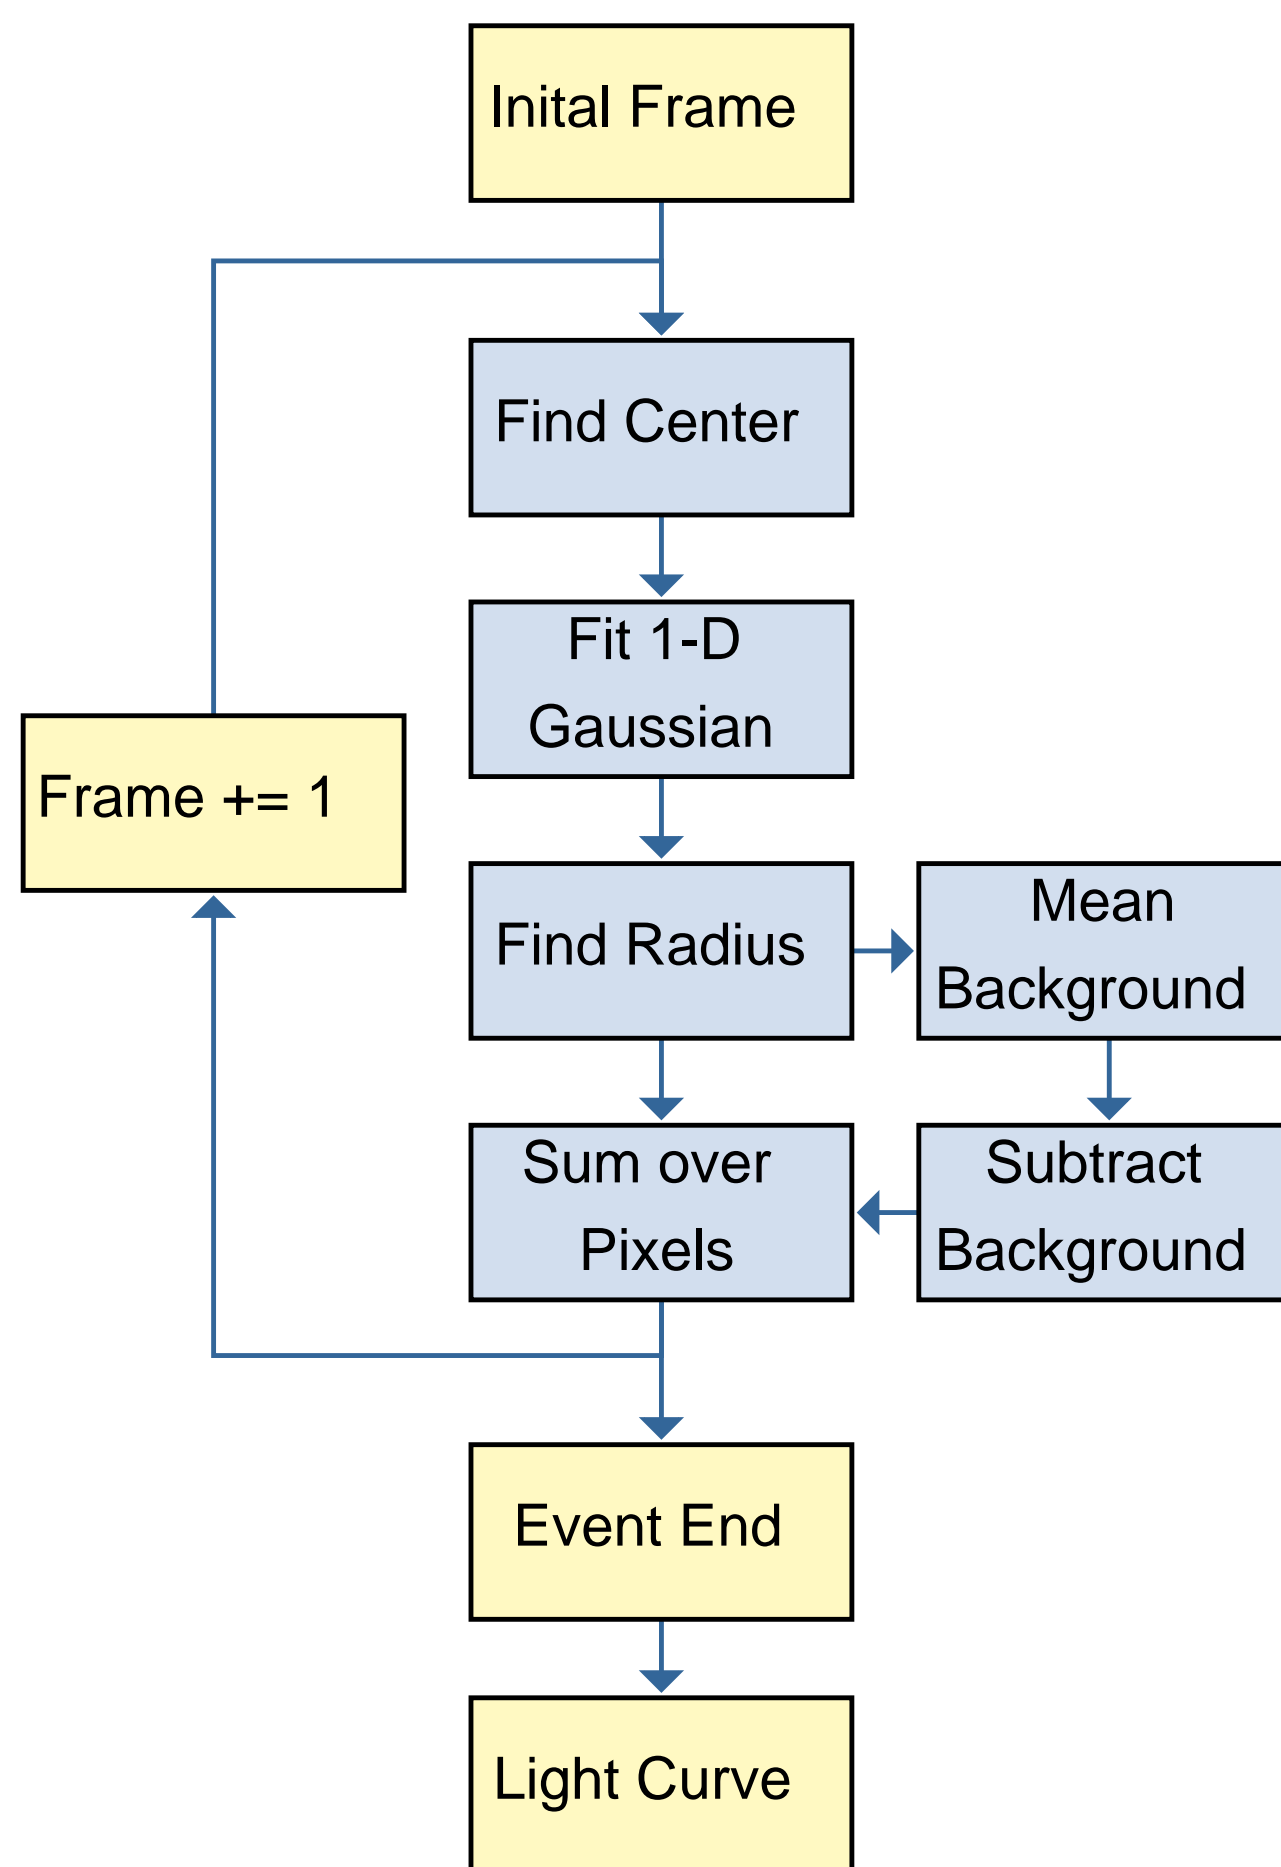 Inital Frame
Find Center
Fit 1-D
Gaussian
Frame += 1
Find Radius
Mean
Background
Sum over
Pixels
Subtract
Background
Event End
Light Curve